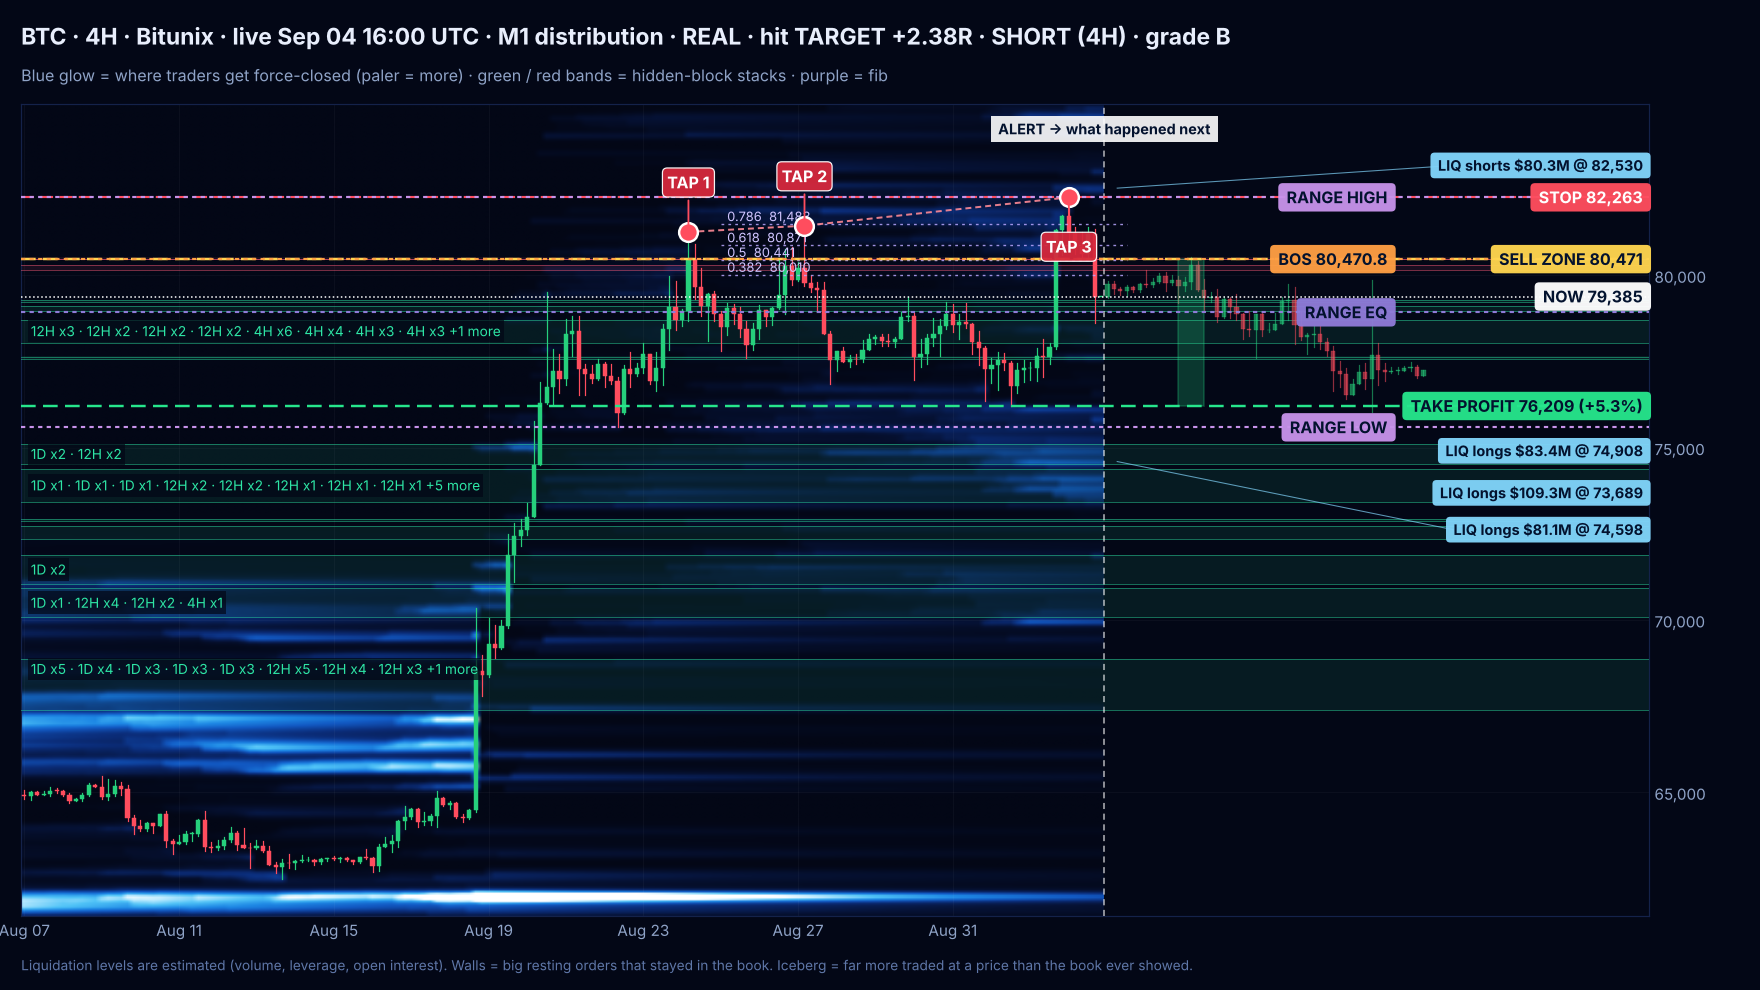 BTC · 4H · Bitunix · live Sep 04 16:00 UTC · M1 distribution · REAL · hit TARGET +2.38R · SHORT (4H) · grade B
Blue glow = where traders get force-closed (paler = more) · green / red bands = hidden-block stacks · purple = fib
ALERT → what happened next
LIQ shorts $80.3M @ 82,530
TAP 1
TAP 2
RANGE HIGH
STOP 82,263
0.786 81,483
0.618 80,87
TAP 3
0.5 80,441
BOS 80,470.8
SELL ZONE 80,471
0.382 80,010
80,000
NOW 79,385
RANGE EQ
12H x3 · 12H x2 · 12H x2 · 12H x2 · 4H x6 · 4H x4 · 4H x3 · 4H x3 +1 more
TAKE PROFIT 76,209 (+5.3%)
RANGE LOW
1D x2 · 12H x2
LIQ longs $83.4M @ 74,908
75,000
1D x1 · 1D x1 · 1D x1 · 12H x2 · 12H x2 · 12H x1 · 12H x1 · 12H x1 +5 more
LIQ longs $109.3M @ 73,689
LIQ longs $81.1M @ 74,598
1D x2
1D x1 · 12H x4 · 12H x2 · 4H x1
70,000
1D x5 · 1D x4 · 1D x3 · 1D x3 · 1D x3 · 12H x5 · 12H x4 · 12H x3 +1 more
65,000
Aug 07
Aug 11
Aug 15
Aug 19
Aug 23
Aug 27
Aug 31
Liquidation levels are estimated (volume, leverage, open interest). Walls = big resting orders that stayed in the book. Iceberg = far more traded at a price than the book ever showed.